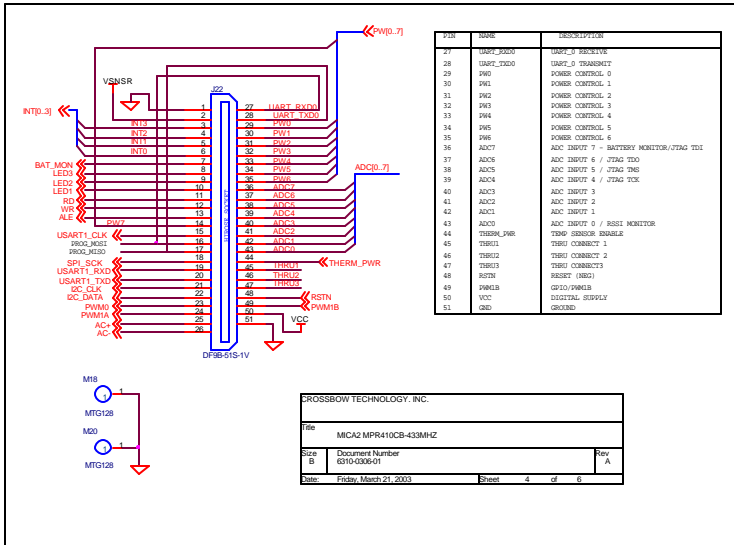 PW[0..7]
VSNSR
J22
INT[0..3]
1 27 UART_RXD0
2 28 UART_TXD0
INT3 3 29 PW0
INT2 4 30 PW1
INT1 5 31 PW2
INT0 6 32 PW3
BAT_MON 7 33 PW4
LED3 8 34 PW5
LED2 9 35 PW6
ADC[0..7]
LED1 10 36 ADC7
RD 11 37 ADC6
WR 12 38 ADC5
ALE 13 39 ADC4
PW7 14 40 ADC3
USART1_CLK 15 41 ADC2
PROG_MOSI 16 42 ADC1
PROG_MISO 17 43 ADC0
SPI_SCK 18 44 THERM_PWR
USART1_RXD 19 45 THRU1
USART1_TXD 20 46 THRU2
I2C_CLK 21 47 THRU3
I2C_DATA 22 48 RSTN
PWM0 23 49 PWM1B
PWM1A 24 50 VCC
AC+ 25 51
AC- 26
HIROSE SOCKET
DF9B-51S-1V
PIN NAME DESCRIPTION
27 UART_RXD0 UART_0 RECEIVE
28 UART_TXD0 UART_0 TRANSMIT
29 PW0 POWER CONTROL 0
30 PW1 POWER CONTROL 1
31 PW2 POWER CONTROL 2
32 PW3 POWER CONTROL 3
33 PW4 POWER CONTROL 4
34 PW5 POWER CONTROL 5
35 PW6 POWER CONTROL 6
36 ADC7 ADC INPUT 7 - BATTERY MONITOR/JTAG TDI
37 ADC6 ADC INPUT 6 / JTAG TDO
38 ADC5 ADC INPUT 5 / JTAG TMS
39 ADC4 ADC INPUT 4 / JTAG TCK
40 ADC3 ADC INPUT 3
41 ADC2 ADC INPUT 2
42 ADC1 ADC INPUT 1
43 ADC0 ADC INPUT 0 / RSSI MONITOR
44 THERM_PWR TEMP SENSOR ENABLE
45 THRU1 THRU CONNECT 1
46 THRU2 THRU CONNECT 2
47 THRU3 THRU CONNECT3
48 RSTN RESET (NEG)
49 PWM1B GPIO/PWM1B
50 VCC DIGITAL SUPPLY
51 GND GROUND
M18
1 1
MTG128
M20
1 1
MTG128
CROSSBOW TECHNOLOGY. INC.
Title
MICA2 MPR410CB-433MHZ
Size Document Number Rev
B 6310-0306-01 A
Date: Friday, March 21, 2003 Sheet 4 of 6